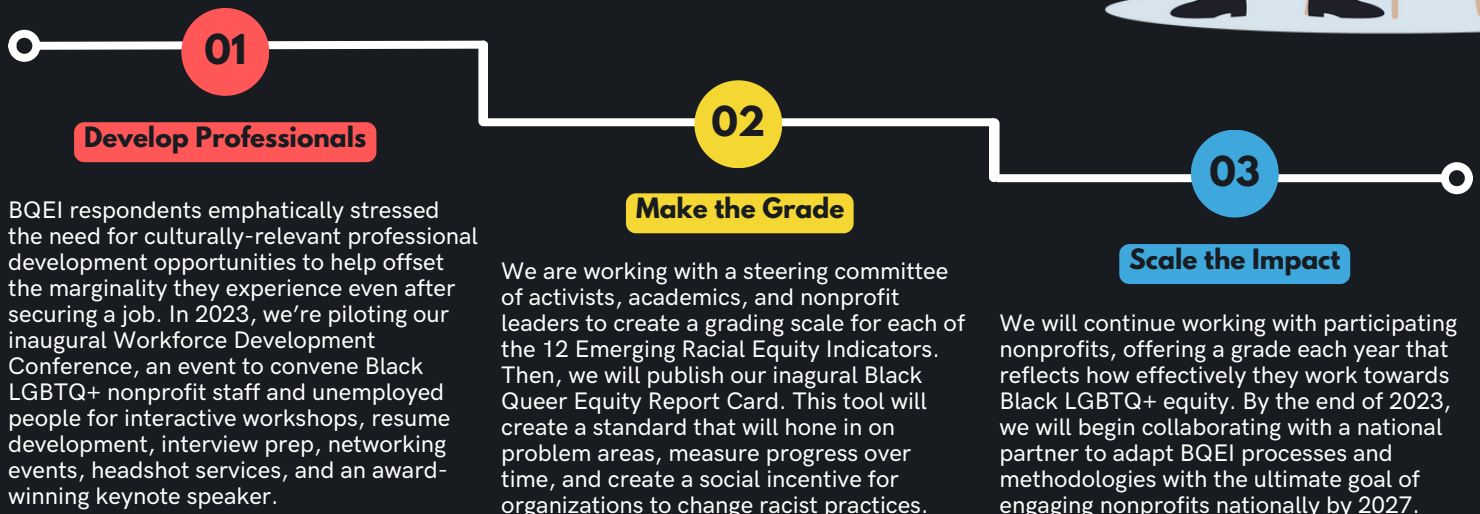 01
Develop Professionals
BQEI respondents emphatically stressed
the need for culturally-relevant professional
development opportunities to help offset
the marginality they experience even after
securing a job. In 2023, we’re piloting our
inaugural Workforce Development
Conference, an event to convene Black
LGBTQ+ nonprofit staff and unemployed
people for interactive workshops, resume
development, interview prep, networking
events, headshot services, and an award-
winning keynote speaker.
02
Make the Grade
We are working with a steering committee
of activists, academics, and nonprofit
leaders to create a grading scale for each of
the 12 Emerging Racial Equity Indicators.
Then, we will publish our inagural Black
Queer Equity Report Card. This tool will
create a standard that will hone in on
problem areas, measure progress over
time, and create a social incentive for
organizations to change racist practices.
03
Scale the Impact
We will continue working with participating
nonprofits, offering a grade each year that
reflects how effectively they work towards
Black LGBTQ+ equity. By the end of 2023,
we will begin collaborating with a national
partner to adapt BQEI processes and
methodologies with the ultimate goal of
engaging nonprofits nationally by 2027.